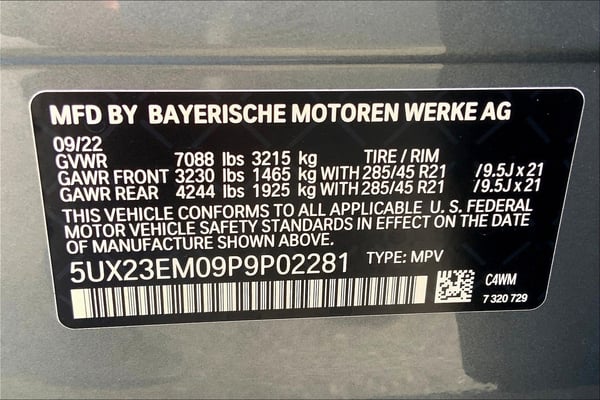 MFD BY BAYERISCHE MOTOREN WERKE AG
09/22
GVWR 7088 lbs 3215 kg TIRE / RIM
GAWR FRONT 3230 lbs 1465 kg WITH 285/45 R21 /9.5J x 21
GAWR REAR 4244 lbs 1925 kg WITH 285/45 R21 /9.5J x 21
THIS VEHICLE CONFORMS TO ALL APPLICABLE U. S. FEDERAL
MOTOR VEHICLE SAFETY STANDARDS IN EFFECT ON THE DATE
OF MANUFACTURE SHOWN ABOVE.
5UX23EM09P9P02281 TYPE: MPV
C4WM
7 320 729